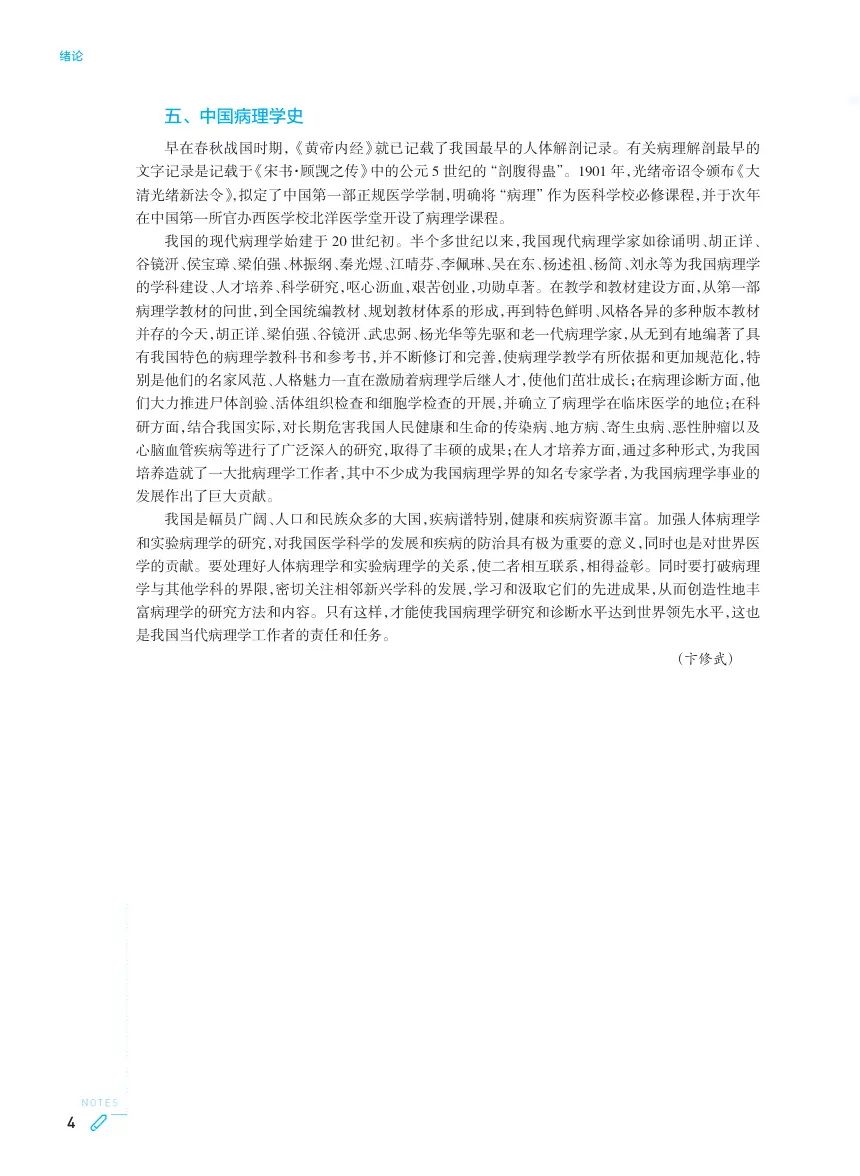 绪论
五、中国病理学史
早在春秋战国时期，《黄帝内经》就已记载了我国最早的人体解剖记录。有关病理解剖最早的
文字记录是记载于《宋书·顾觊之传》中的公元 5 世纪的“剖腹得蛊”。1901 年，光绪帝诏令颁布《大
清光绪新法令》，拟定了中国第一部正规医学学制，明确将“病理”作为医科学校必修课程，并于次年
在中国第一所官办西医学校北洋医学堂开设了病理学课程。
我国的现代病理学始建于 20 世纪初。半个多世纪以来，我国现代病理学家如徐诵明、胡正详、
谷镜汧、侯宝璋、梁伯强、林振纲、秦光煜、江晴芬、李佩琳、吴在东、杨述祖、杨简、刘永等为我国病理学
的学科建设、人才培养、科学研究，呕心沥血，艰苦创业，功勋卓著。在教学和教材建设方面，从第一部
病理学教材的问世，到全国统编教材、规划教材体系的形成，再到特色鲜明、风格各异的多种版本教材
并存的今天，胡正详、梁伯强、谷镜汧、武忠弼、杨光华等先驱和老一代病理学家，从无到有地编著了具
有我国特色的病理学教科书和参考书，并不断修订和完善，使病理学教学有所依据和更加规范化，特
别是他们的名家风范、人格魅力一直在激励着病理学后继人才，使他们茁壮成长；在病理诊断方面，他
们大力推进尸体剖验、活体组织检查和细胞学检查的开展，并确立了病理学在临床医学的地位；在科
研方面，结合我国实际，对长期危害我国人民健康和生命的传染病、地方病、寄生虫病、恶性肿瘤以及
心脑血管疾病等进行了广泛深入的研究，取得了丰硕的成果；在人才培养方面，通过多种形式，为我国
培养造就了一大批病理学工作者，其中不少成为我国病理学界的知名专家学者，为我国病理学事业的
发展作出了巨大贡献。
我国是幅员广阔、人口和民族众多的大国，疾病谱特别，健康和疾病资源丰富。加强人体病理学
和实验病理学的研究，对我国医学科学的发展和疾病的防治具有极为重要的意义，同时也是对世界医
学的贡献。要处理好人体病理学和实验病理学的关系，使二者相互联系，相得益彰。同时要打破病理
学与其他学科的界限，密切关注相邻新兴学科的发展，学习和汲取它们的先进成果，从而创造性地丰
富病理学的研究方法和内容。只有这样，才能使我国病理学研究和诊断水平达到世界领先水平，这也
是我国当代病理学工作者的责任和任务。
（卞修武）
NOTES
4